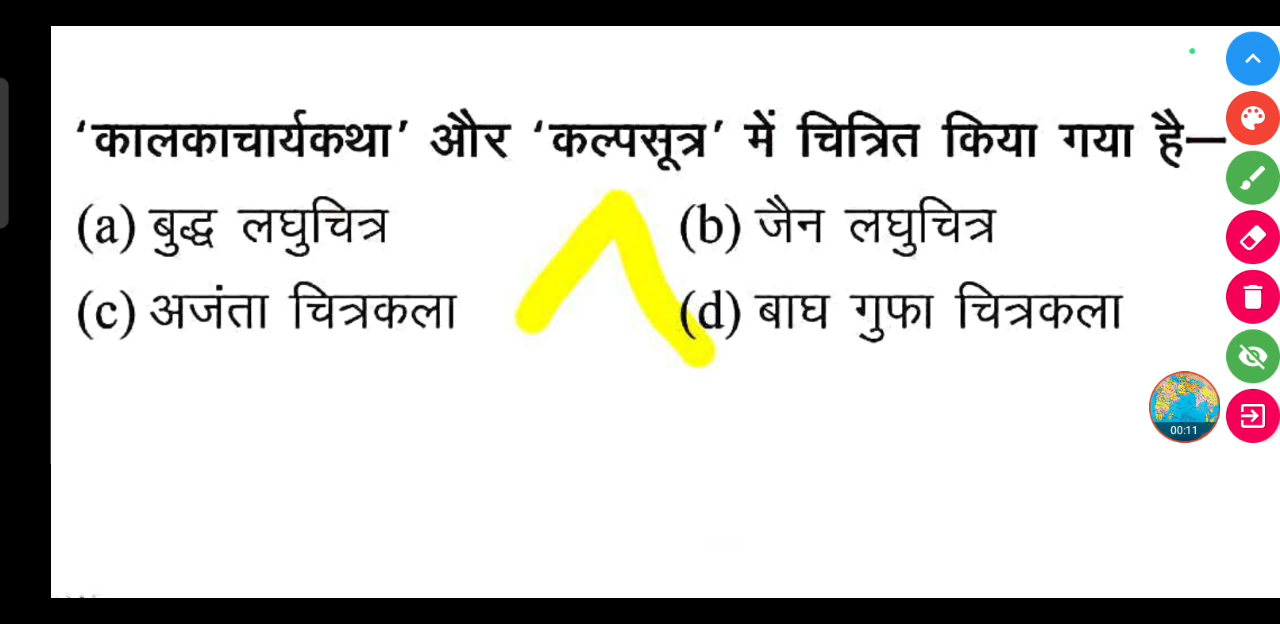 ‘कालकाचार्यकथा’ और ‘कल्पसूत्र’ में चित्रित किया गया है—
(a) बुद्ध लघुचित्र (b) जैन लघुचित्र
(c) अजंता चित्रकला (d) बाघ गुफा चित्रकला
00:11